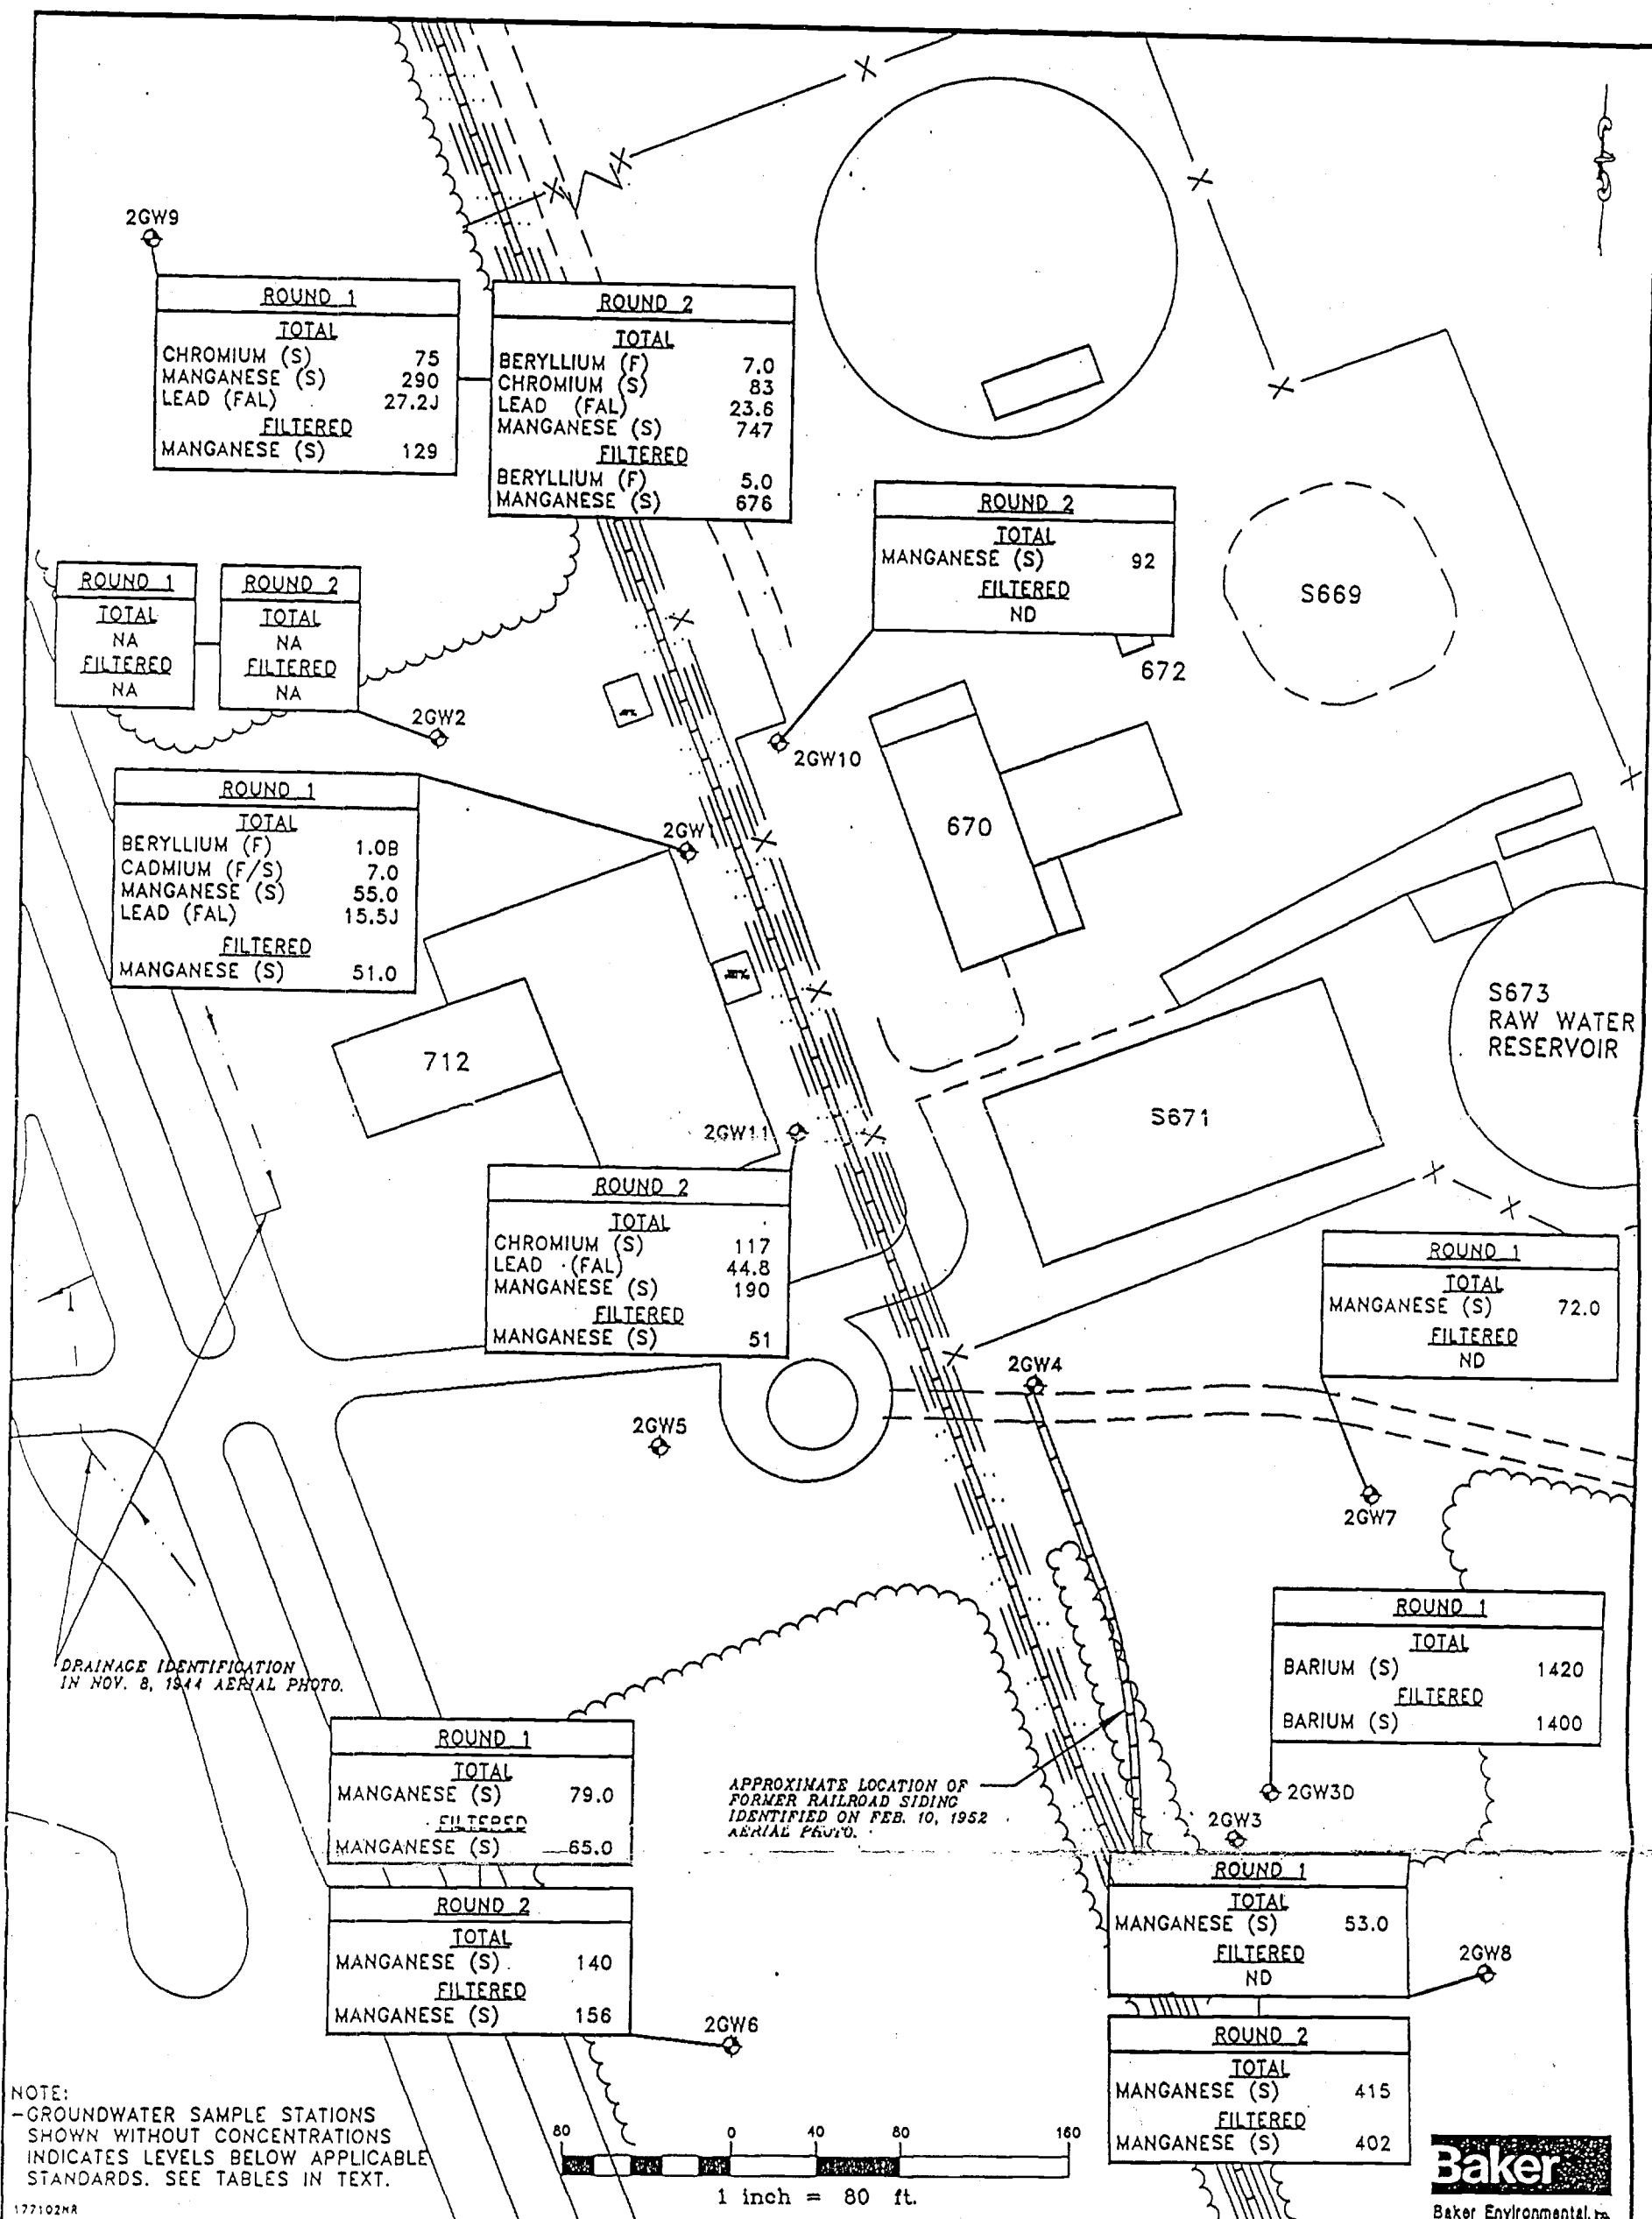 2GW9
ROUND 1
TOTAL
CHROMIUM (S) 75
MANGANESE (S) 290
LEAD (FAL) 27.2J
FILTERED
MANGANESE (S) 129
ROUND 2
TOTAL
BERYLLIUM (F) 7.0
CHROMIUM (S) 83
LEAD (FAL) 23.6
MANGANESE (S) 747
FILTERED
BERYLLIUM (F) 5.0
MANGANESE (S) 676
ROUND 2
TOTAL
MANGANESE (S) 92
FILTERED
ND
S669
672
ROUND 1
TOTAL
NA
FILTERED
NA
ROUND 2
TOTAL
NA
FILTERED
NA
2GW2
2GW10
670
ROUND 1
TOTAL
BERYLLIUM (F) 1.0B
CADMIUM (F/S) 7.0
MANGANESE (S) 55.0
LEAD (FAL) 15.5J
FILTERED
MANGANESE (S) 51.0
2GW1
712
S673
RAW WATER
RESERVOIR
S671
2GW11
ROUND 2
TOTAL
CHROMIUM (S) 117
LEAD (FAL) 44.8
MANGANESE (S) 190
FILTERED
MANGANESE (S) 51
ROUND 1
TOTAL
MANGANESE (S) 72.0
FILTERED
ND
2GW4
2GW5
2GW7
DRAINAGE IDENTIFICATION
IN NOV. 8, 1944 AERIAL PHOTO.
ROUND 1
TOTAL
BARIUM (S) 1420
FILTERED
BARIUM (S) 1400
ROUND 1
TOTAL
MANGANESE (S) 79.0
FILTERED
MANGANESE (S) 65.0
APPROXIMATE LOCATION OF
FORMER RAILROAD SIDING
IDENTIFIED ON FEB. 10, 1952
AERIAL PHOTO.
2GW3D
2GW3
ROUND 1
TOTAL
MANGANESE (S) 53.0
FILTERED
ND
2GW8
ROUND 2
TOTAL
MANGANESE (S) 140
FILTERED
MANGANESE (S) 156
2GW6
ROUND 2
TOTAL
MANGANESE (S) 415
FILTERED
MANGANESE (S) 402
NOTE:
-GROUNDWATER SAMPLE STATIONS
SHOWN WITHOUT CONCENTRATIONS
INDICATES LEVELS BELOW APPLICABLE
STANDARDS. SEE TABLES IN TEXT.
177102MR
80 0 40 80 160
1 inch = 80 ft.
Baker
Baker Environmental,